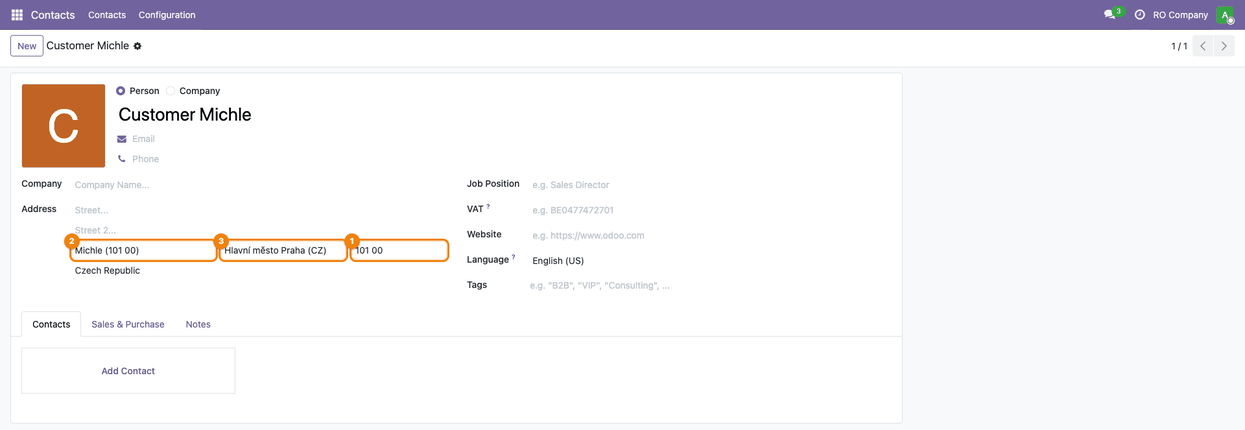 Contacts Contacts Configuration 3 RO Company A
New Customer Michle 1 / 1
C
Person Company
Customer Michle
Email
Phone
Company Company Name... Job Position e.g. Sales Director
Address Street... VAT ? e.g. BE0477472701
Street 2...
Website e.g. https://www.odoo.com
2 3 1
Michle (101 00) Hlavní město Praha (CZ) 101 00
Language ? English (US)
Czech Republic
Tags e.g. "B2B", "VIP", "Consulting", ...
Contacts Sales & Purchase Notes
Add Contact